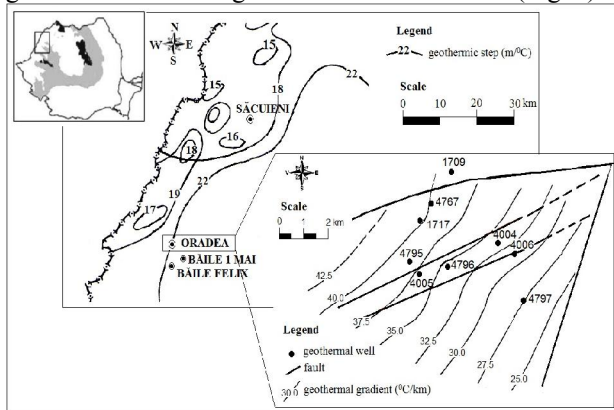 N
W E
S
15
15
18
22
SĂCUIENI
16
18
19
22
17
ORADEA
BĂILE 1 MAI
BĂILE FELIX
Legend
22 geothermic step (m/⁰C)
Scale
0 10 20 30 km
1709
Scale
0 1 2 km
4767
1717
4004
4006
4795
4796
4005
4797
42.5
40.0
37.5
35.0
32.5
30.0
27.5
25.0
Legend
geothermal well
fault
30.0 geothermal gradient (⁰C/km)